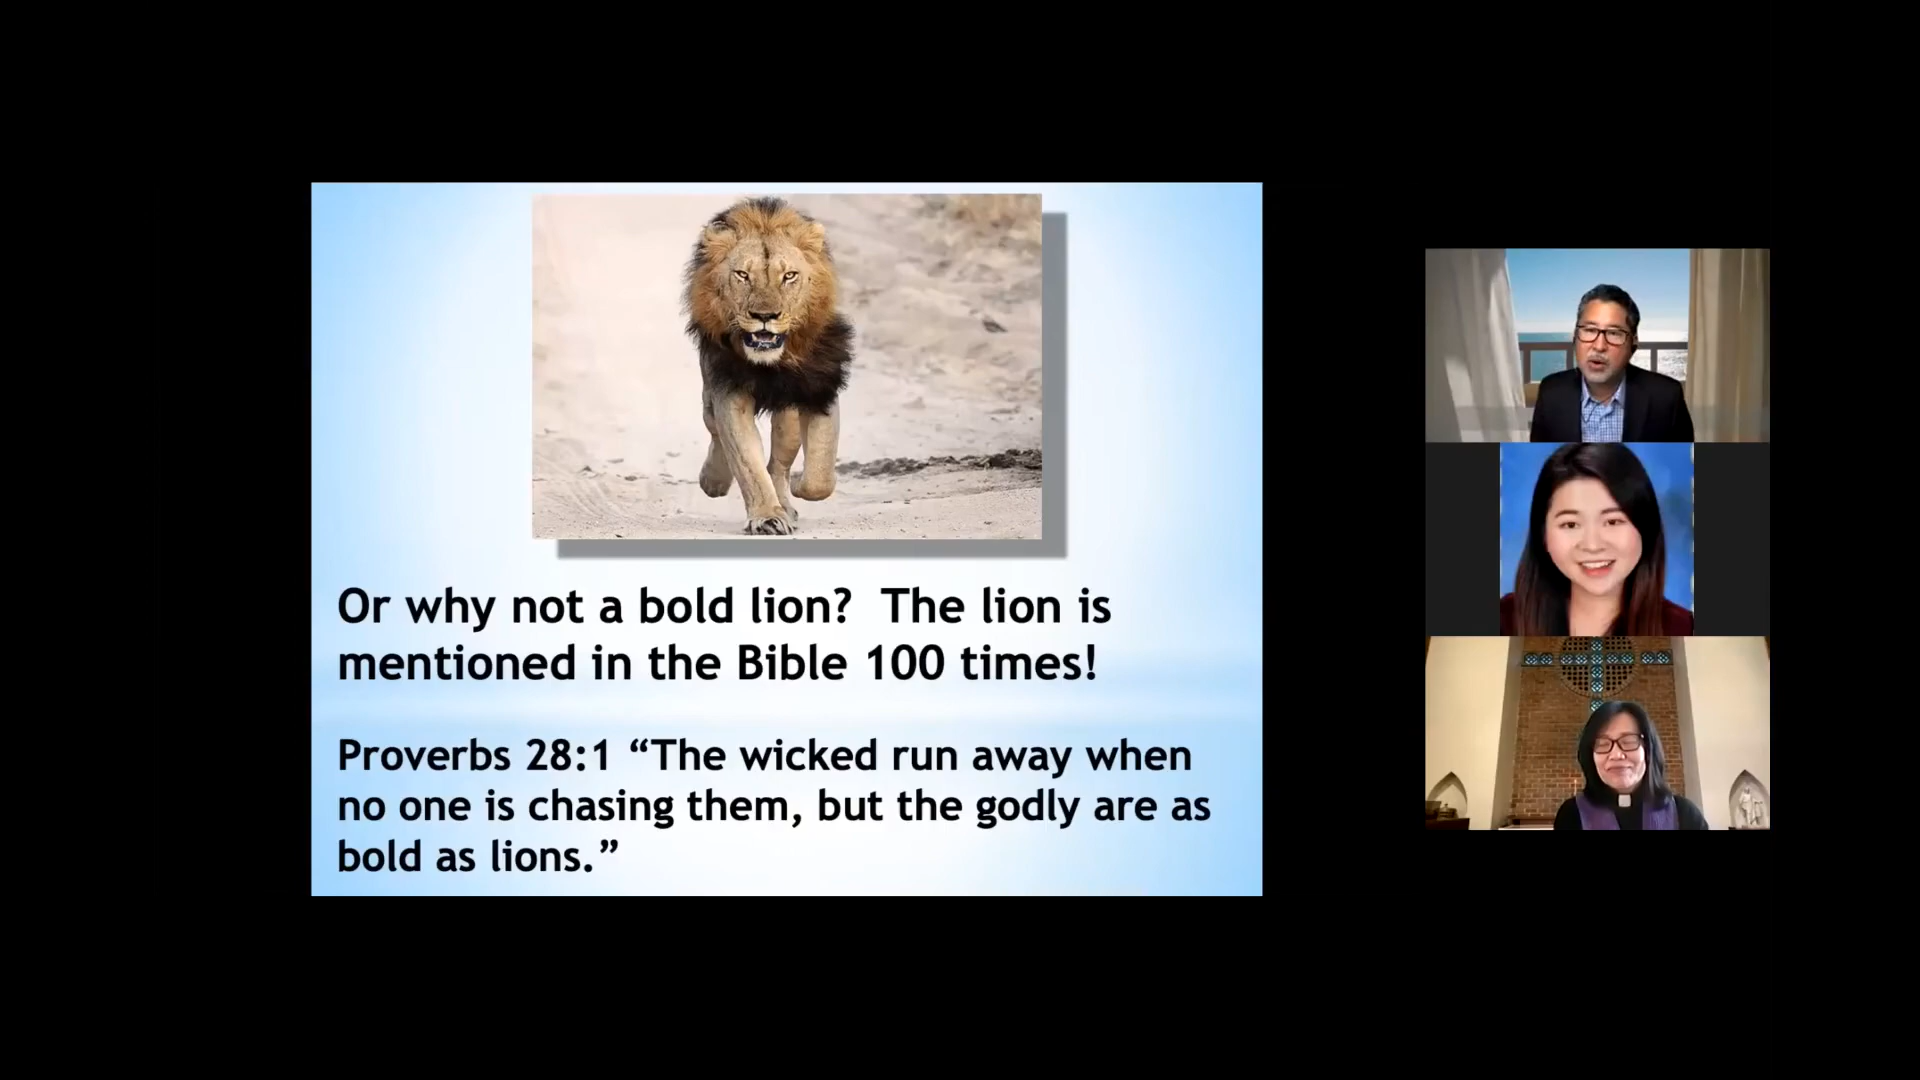 Or why not a bold lion?  The lion is
mentioned in the Bible 100 times!
Proverbs 28:1 “The wicked run away when
no one is chasing them, but the godly are as
bold as lions.”